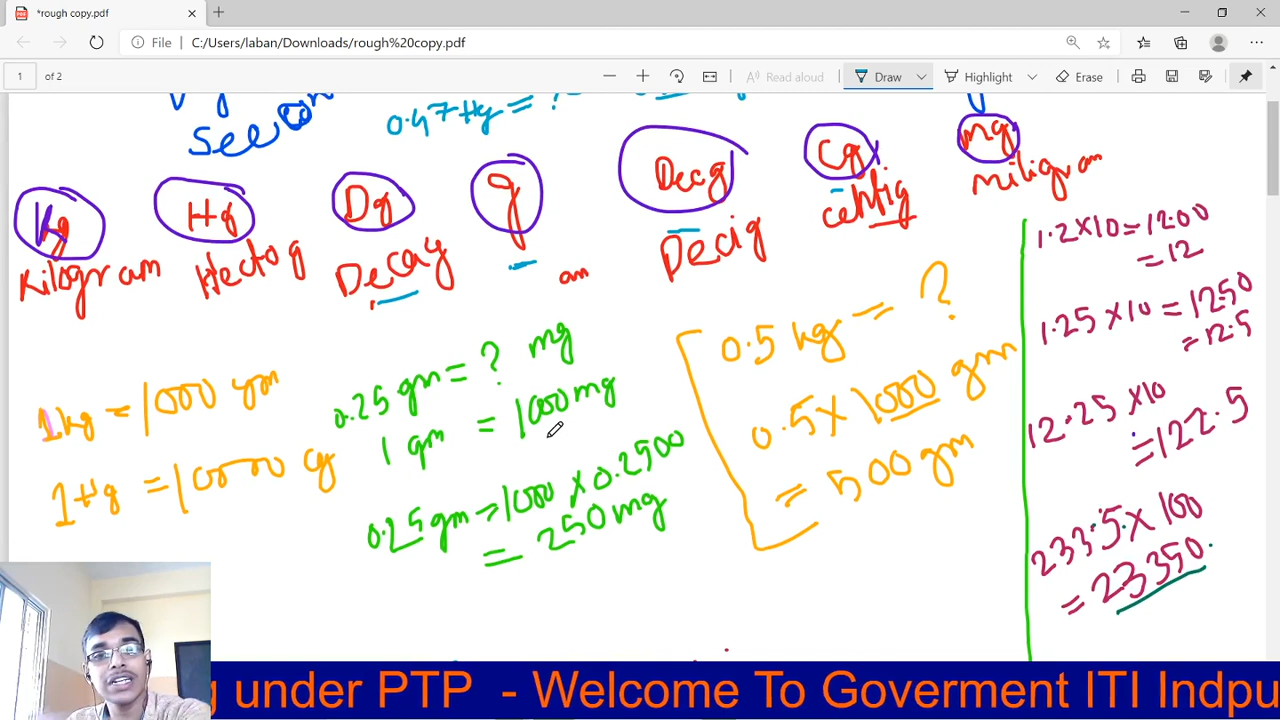 *rough copy.pdf
File C:/Users/laban/Downloads/rough%20copy.pdf
1 of 2
Read aloud Draw Highlight Erase
0.47 Hg = ?
See
Kg Hg Dg g Decg Cg mg
Kilogram Hectog Decag am Decig centig miligram
1 kg = 1000 gm
1 Hg = 10000 cg
0.25 gm = ? mg
1 gm = 1000 mg
0.25 gm = 1000 × 0.2500
= 250 mg
0.5 kg = ?
0.5 × 1000 gm
= 500 gm
1.2 × 10 = 12.00
= 12
1.25 × 10 = 12.50
= 12.5
12.25 × 10
= 122.5
233.5 × 100
= 23350.
g under PTP - Welcome To Goverment ITI Indpu